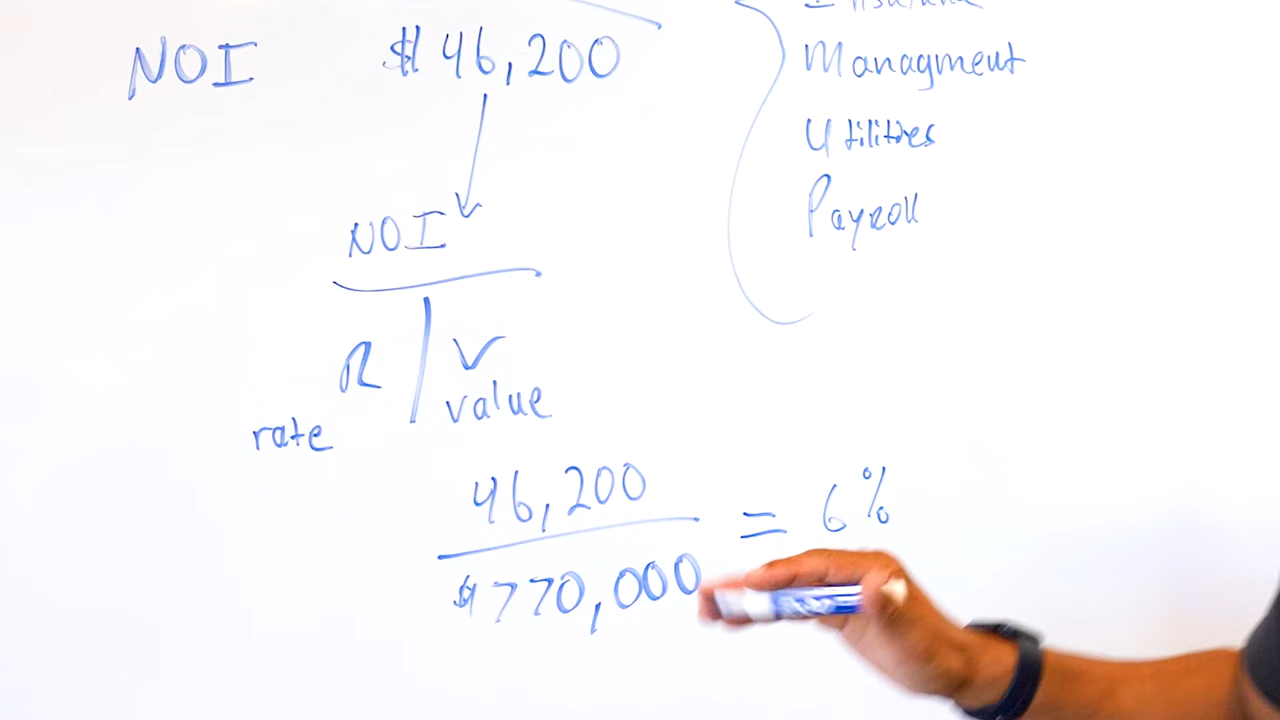 NOI $46,200
Managment
Utilities
Payroll
NOI
R V
value
rate
46,200
= 6%
$770,000